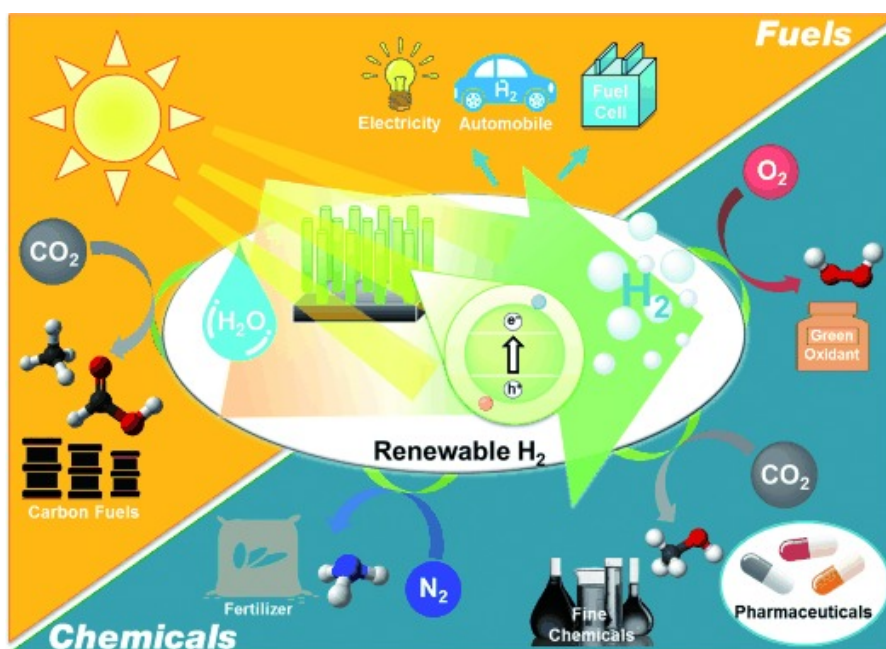 Fuels
Electricity
Automobile
H₂
Fuel
Cell
O₂
CO₂
H₂O
H₂
e⁻
h⁺
Green
Oxidant
Renewable H₂
CO₂
Carbon Fuels
Fertilizer
N₂
Fine
Chemicals
Pharmaceuticals
Chemicals